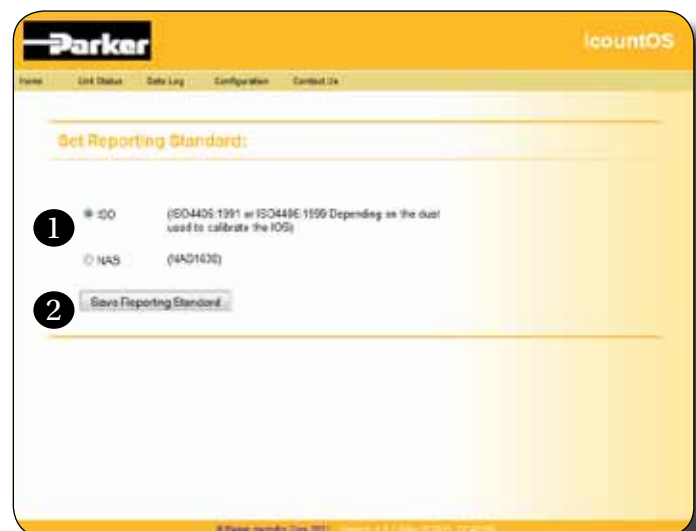 Parker
icountOS
Home Link Status Data Log Configuration Contact Us
Set Reporting Standard:
1
ISO (ISO4406:1991 or ISO4406:1999 Depending on the dust
used to calibrate the IOS)
NAS (NAS1638)
2
Save Reporting Standard